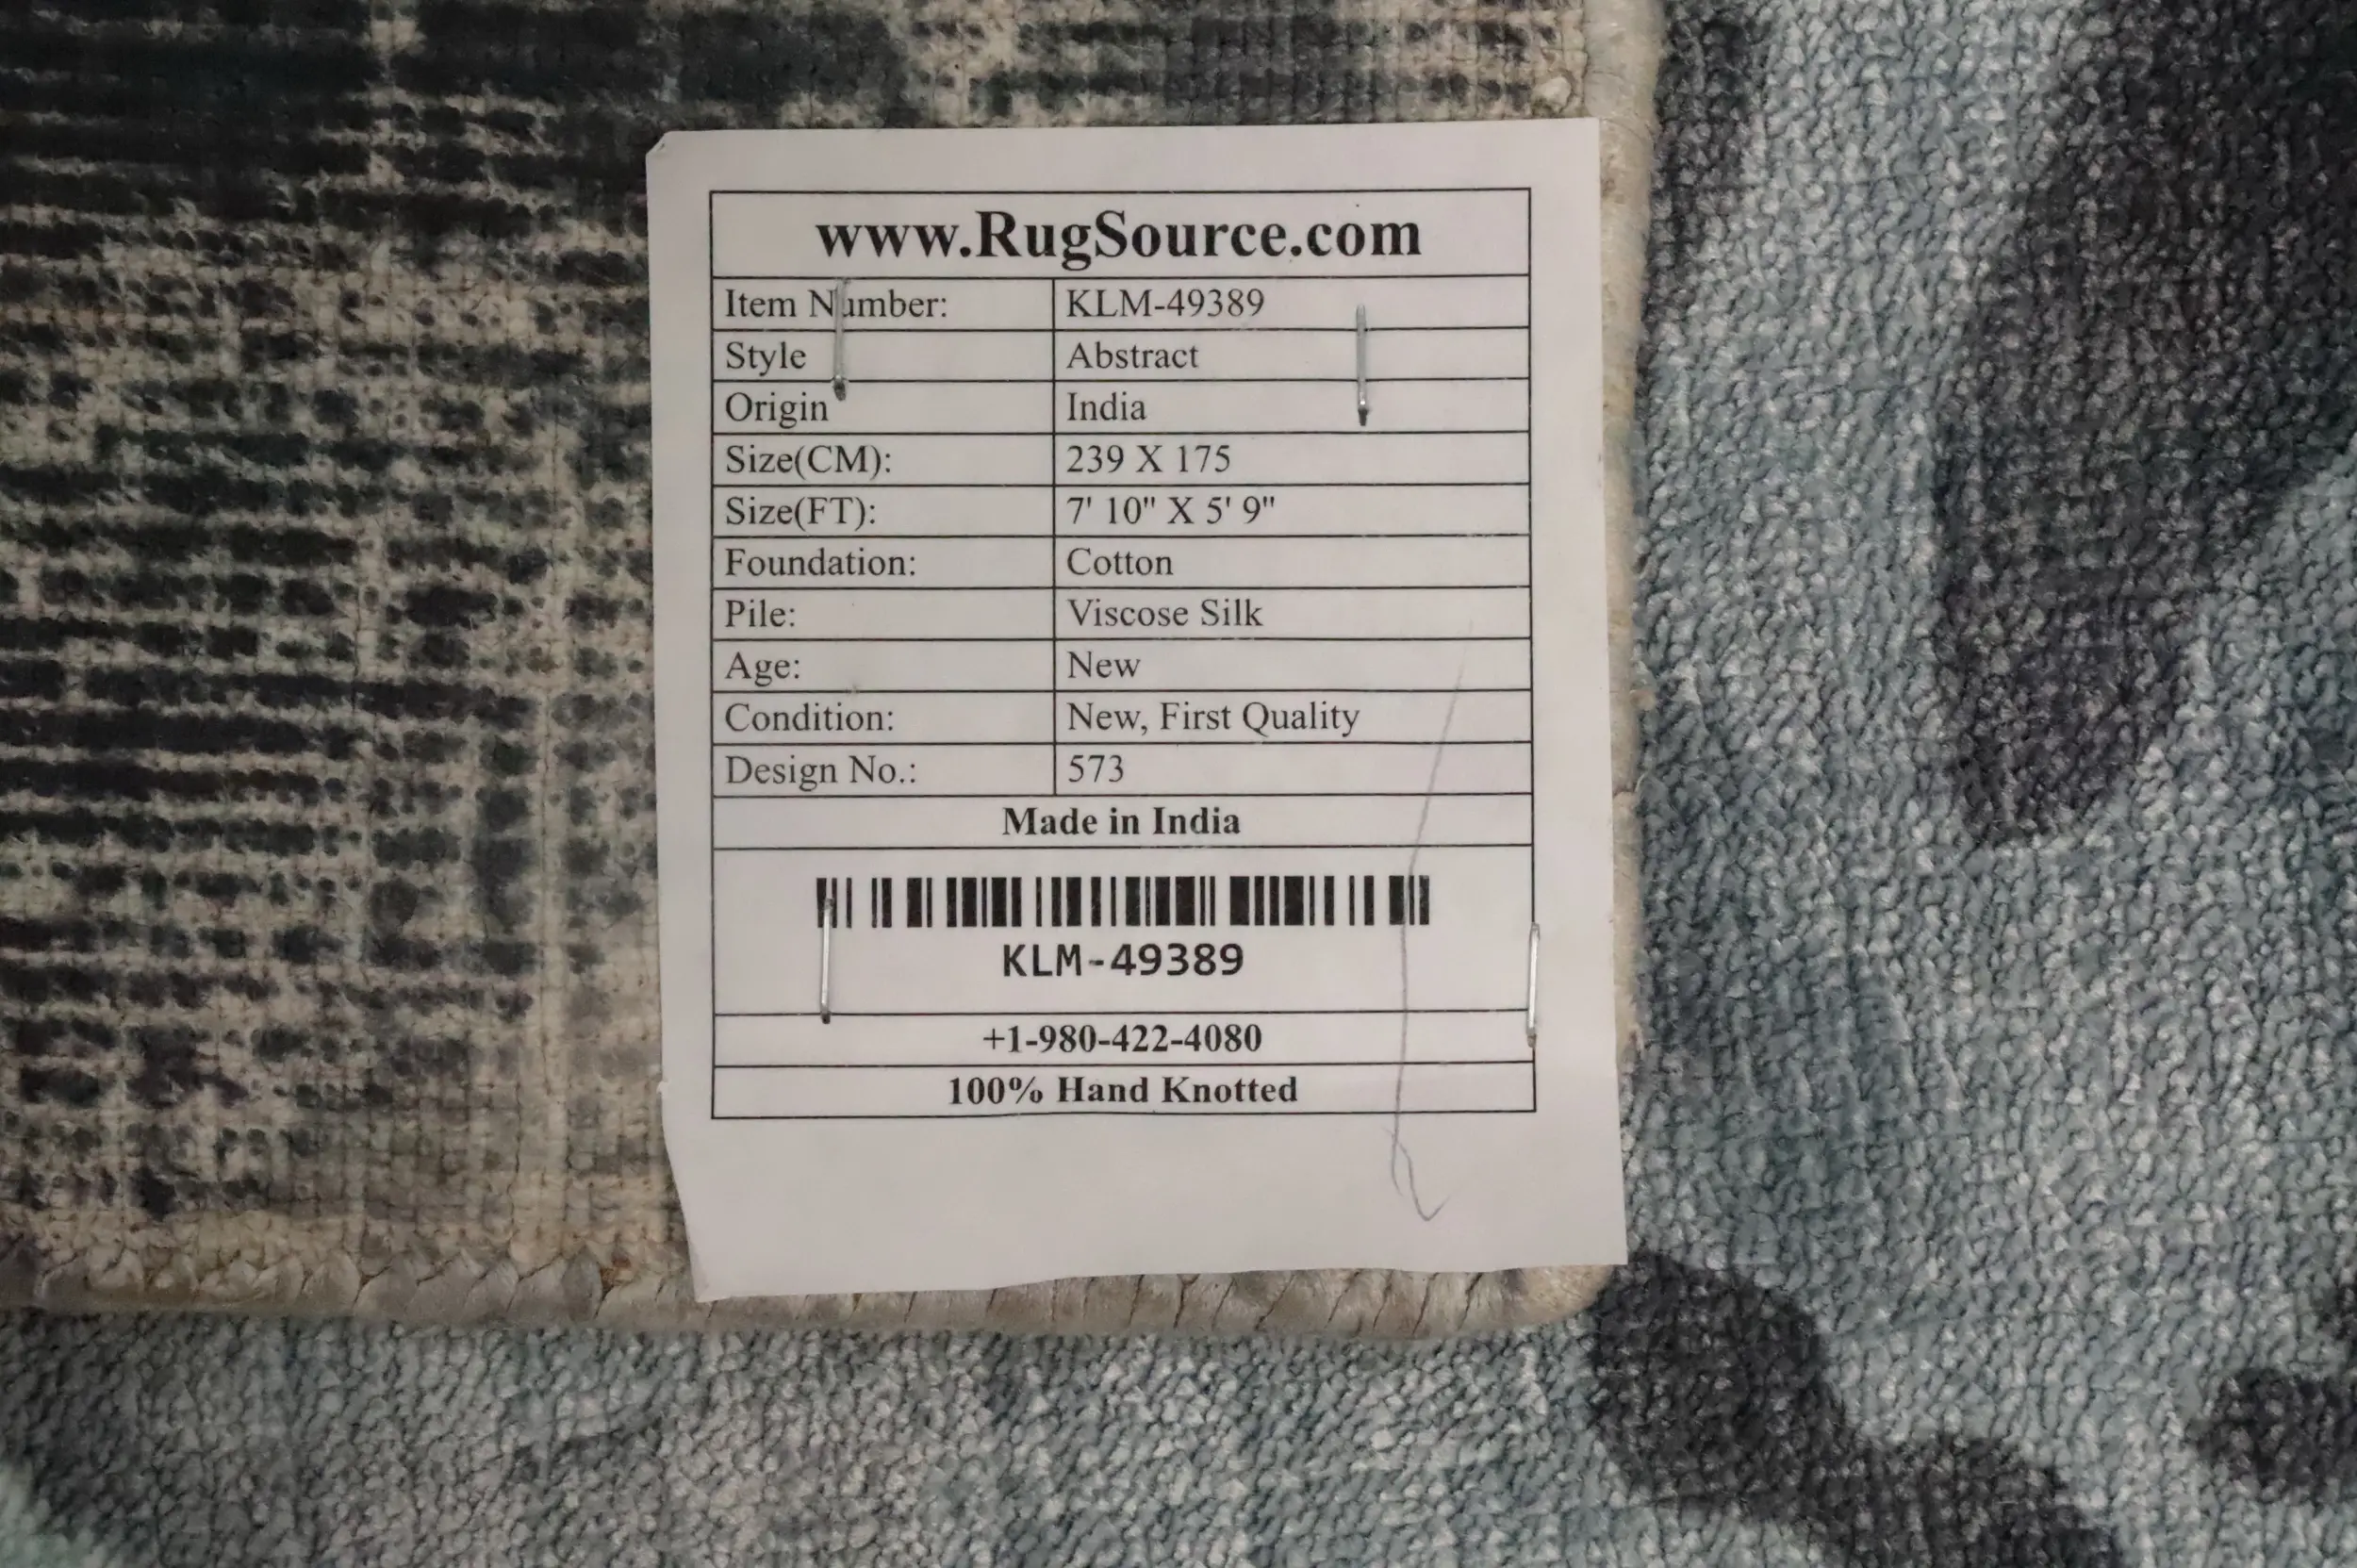 www.RugSource.com
Item Number: KLM-49389
Style Abstract
Origin India
Size(CM): 239 X 175
Size(FT): 7' 10" X 5' 9"
Foundation: Cotton
Pile: Viscose Silk
Age: New
Condition: New, First Quality
Design No.: 573
Made in India
KLM-49389
+1-980-422-4080
100% Hand Knotted